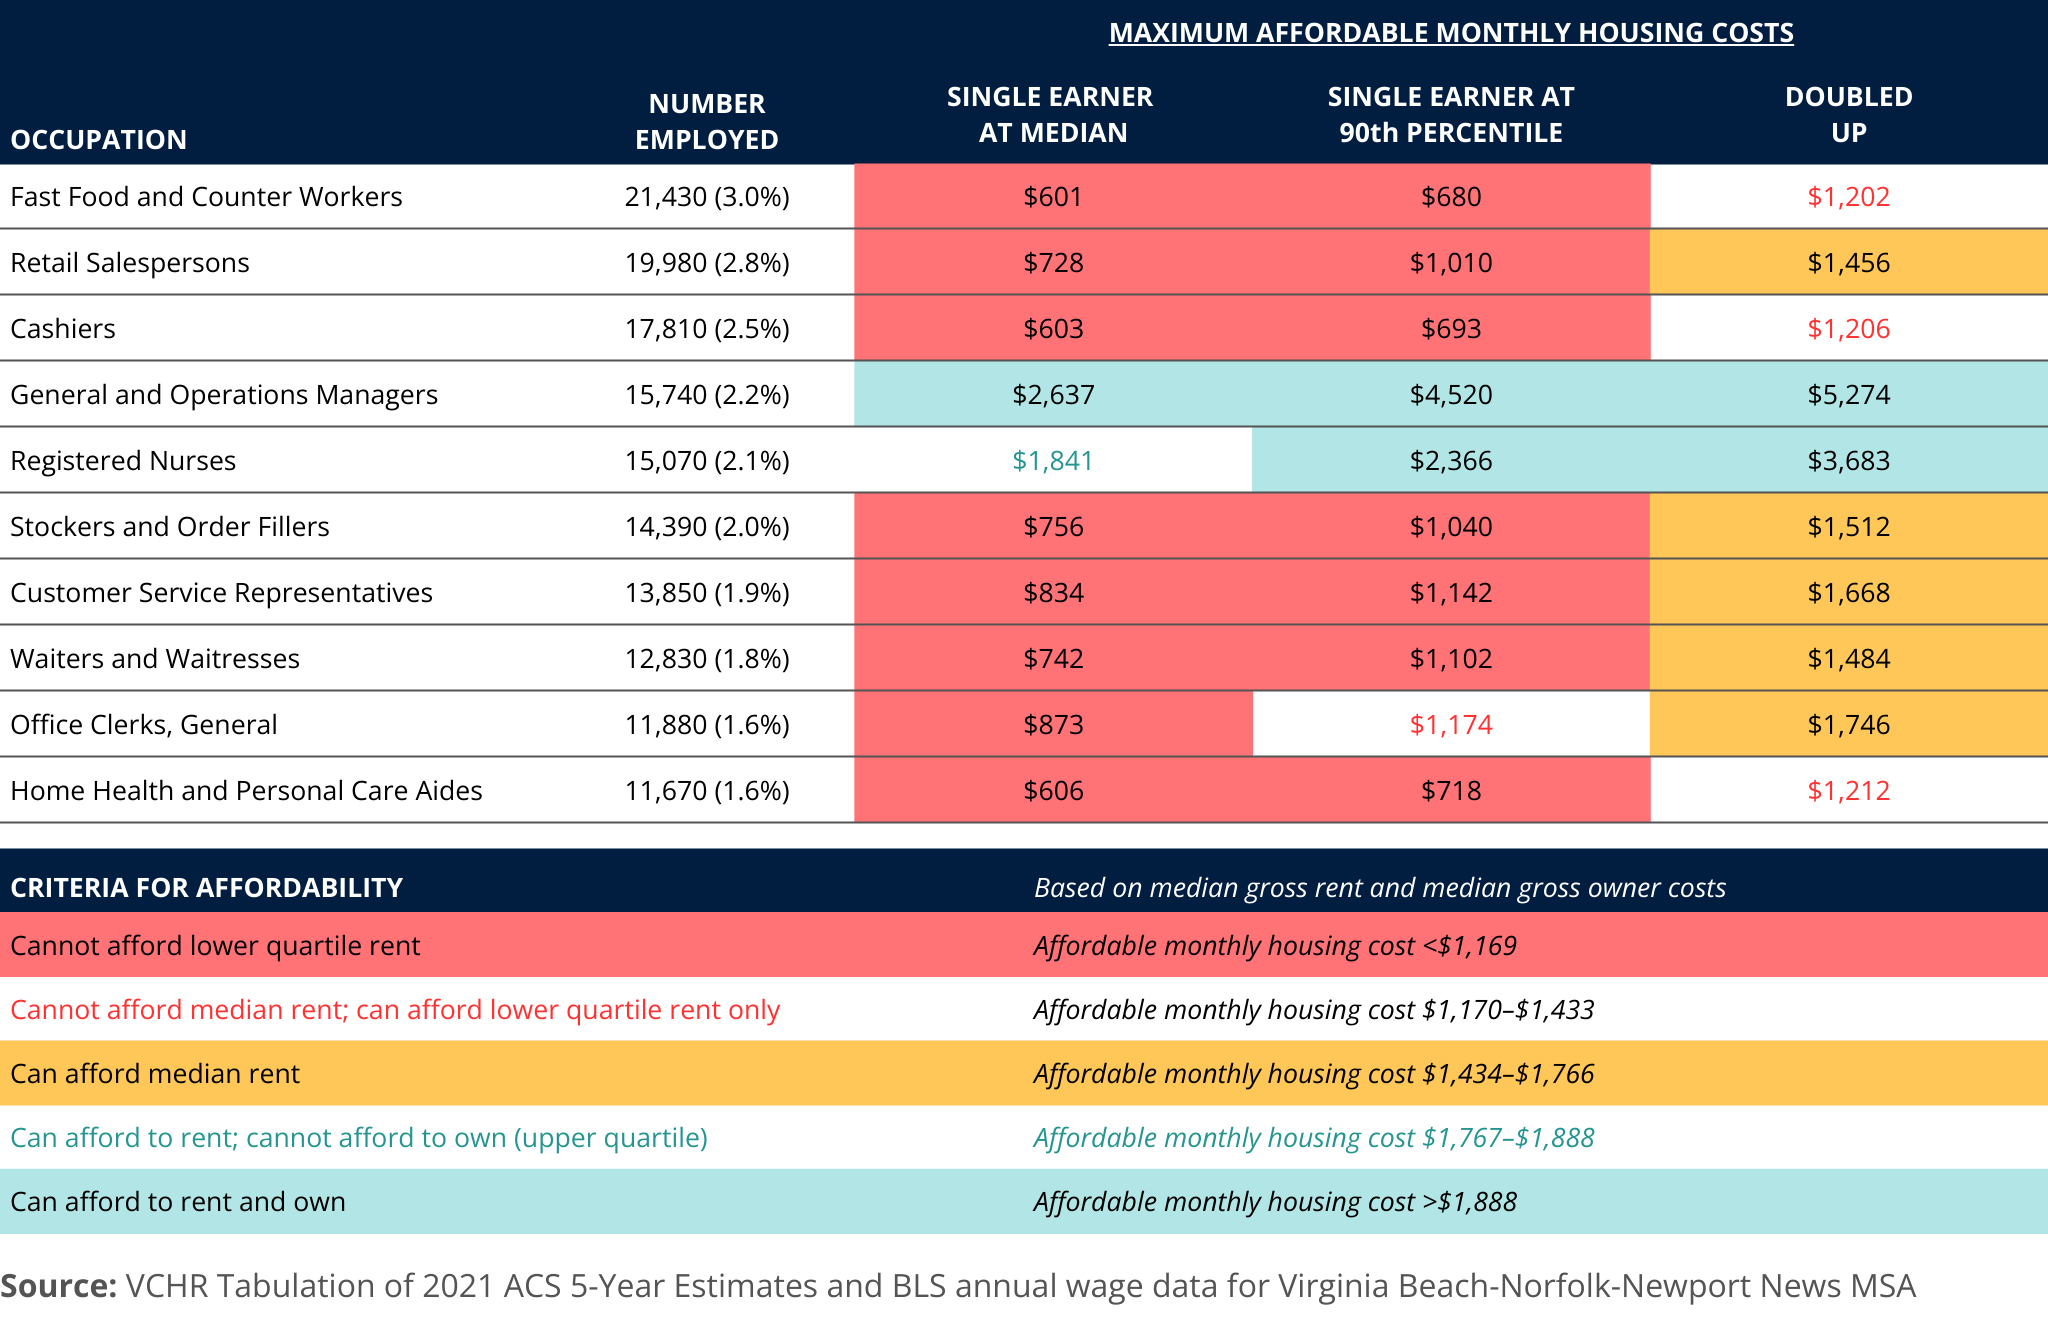 MAXIMUM AFFORDABLE MONTHLY HOUSING COSTS
OCCUPATION NUMBER EMPLOYED SINGLE EARNER AT MEDIAN SINGLE EARNER AT 90th PERCENTILE DOUBLED UP
Fast Food and Counter Workers 21,430 (3.0%) $601 $680 $1,202
Retail Salespersons 19,980 (2.8%) $728 $1,010 $1,456
Cashiers 17,810 (2.5%) $603 $693 $1,206
General and Operations Managers 15,740 (2.2%) $2,637 $4,520 $5,274
Registered Nurses 15,070 (2.1%) $1,841 $2,366 $3,683
Stockers and Order Fillers 14,390 (2.0%) $756 $1,040 $1,512
Customer Service Representatives 13,850 (1.9%) $834 $1,142 $1,668
Waiters and Waitresses 12,830 (1.8%) $742 $1,102 $1,484
Office Clerks, General 11,880 (1.6%) $873 $1,174 $1,746
Home Health and Personal Care Aides 11,670 (1.6%) $606 $718 $1,212
CRITERIA FOR AFFORDABILITY Based on median gross rent and median gross owner costs
Cannot afford lower quartile rent Affordable monthly housing cost <$1,169
Cannot afford median rent; can afford lower quartile rent only Affordable monthly housing cost $1,170–$1,433
Can afford median rent Affordable monthly housing cost $1,434–$1,766
Can afford to rent; cannot afford to own (upper quartile) Affordable monthly housing cost $1,767–$1,888
Can afford to rent and own Affordable monthly housing cost >$1,888
Source: VCHR Tabulation of 2021 ACS 5-Year Estimates and BLS annual wage data for Virginia Beach-Norfolk-Newport News MSA